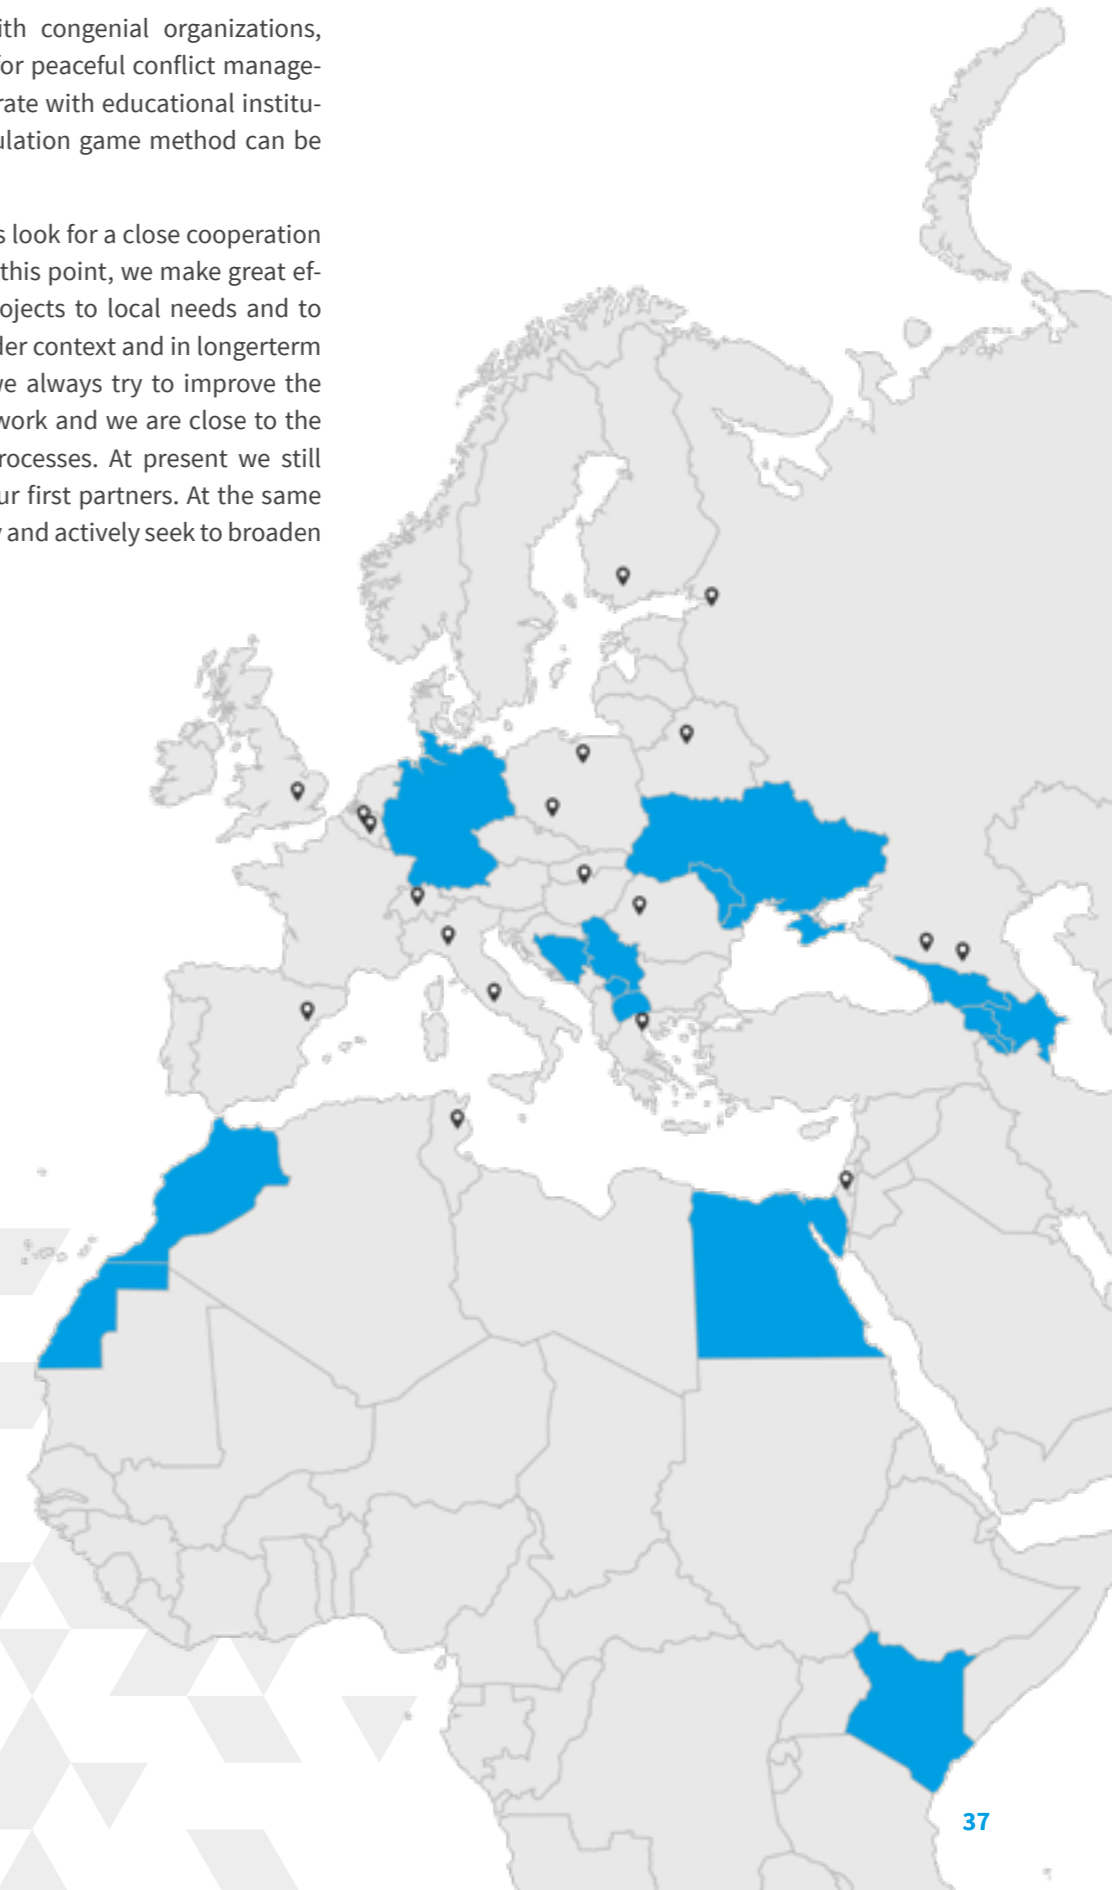 ith congenial organizations,
for peaceful conflict manage-
rate with educational institu-
ulation game method can be
s look for a close cooperation
this point, we make great ef-
ojects to local needs and to
der context and in longerterm
we always try to improve the
work and we are close to the
rocesses. At present we still
ur first partners. At the same
y and actively seek to broaden
37